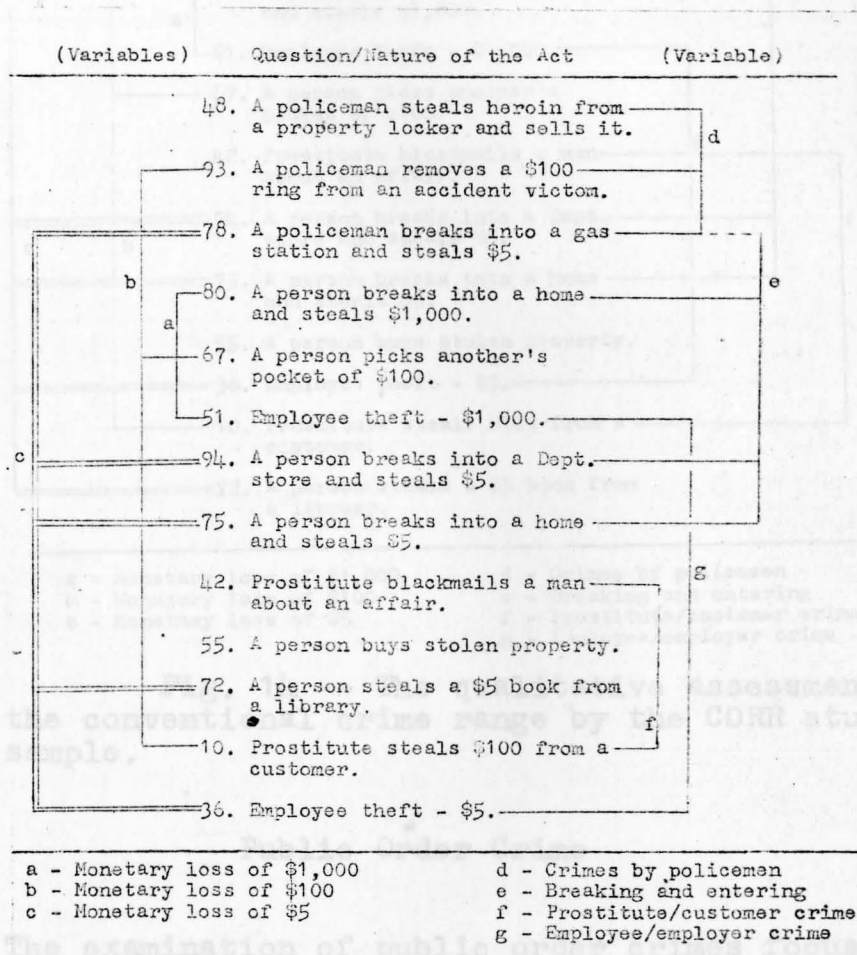 (Variables) Question/Nature of the Act (Variable)
48. A policeman steals heroin from
a property locker and sells it.
d
93. A policeman removes a $100
ring from an accident victom.
78. A policeman breaks into a gas
station and steals $5.
b
e
80. A person breaks into a home
and steals $1,000.
a
67. A person picks another's
pocket of $100.
51. Employee theft - $1,000.
c
94. A person breaks into a Dept.
store and steals $5.
75. A person breaks into a home
and steals $5.
g
42. Prostitute blackmails a man
about an affair.
55. A person buys stolen property.
72. A person steals a $5 book from
a library.
f
10. Prostitute steals $100 from a
customer.
36. Employee theft - $5.
a - Monetary loss of $1,000
b - Monetary loss of $100
c - Monetary loss of $5
d - Crimes by policemen
e - Breaking and entering
f - Prostitute/customer crime
g - Employee/employer crime